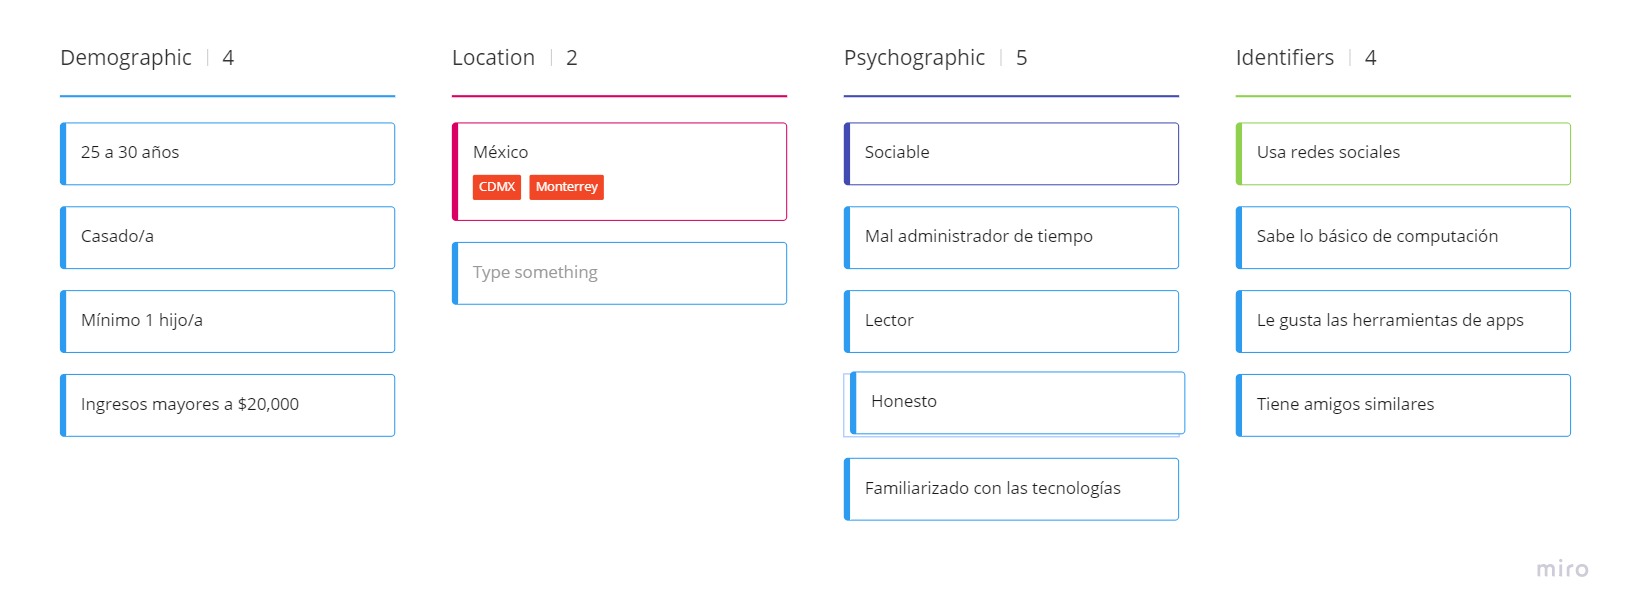 Demographic | 4
25 a 30 años
Casado/a
Mínimo 1 hijo/a
Ingresos mayores a $20,000
Location | 2
México
CDMX Monterrey
Type something
Psychographic | 5
Sociable
Mal administrador de tiempo
Lector
Honesto
Familiarizado con las tecnologías
Identifiers | 4
Usa redes sociales
Sabe lo básico de computación
Le gusta las herramientas de apps
Tiene amigos similares
miro